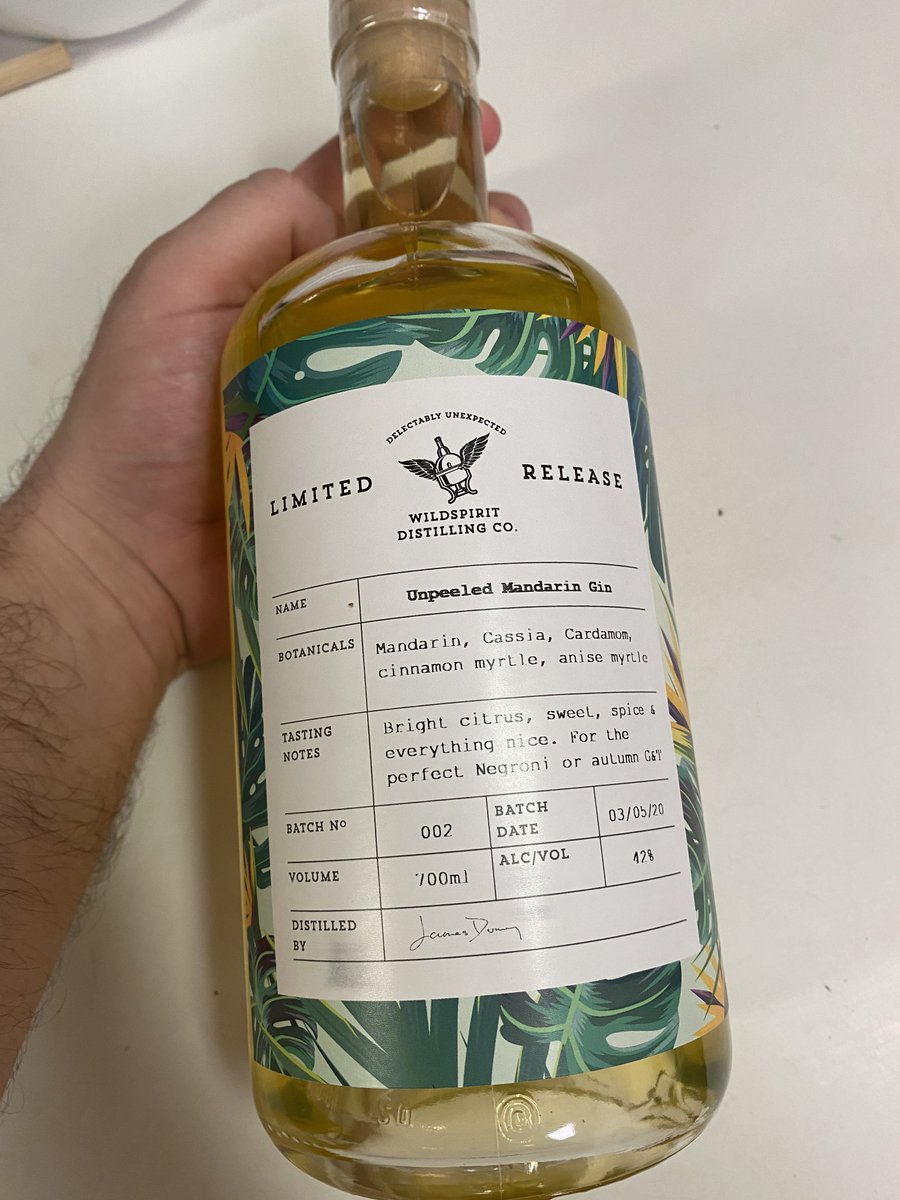 DELECTABLY UNEXPECTED
LIMITED RELEASE
WILDSPIRIT
DISTILLING CO.
NAME Unpeeled Mandarin Gin
BOTANICALS Mandarin, Cassia, Cardamom,
cinnamon myrtle, anise myrtle
TASTING NOTES Bright citrus, sweet, spice &
everything nice. For the
perfect Negroni or autumn G&T
BATCH Nº 002 BATCH DATE 03/05/20
VOLUME 700ml ALC/VOL 42%
DISTILLED BY James